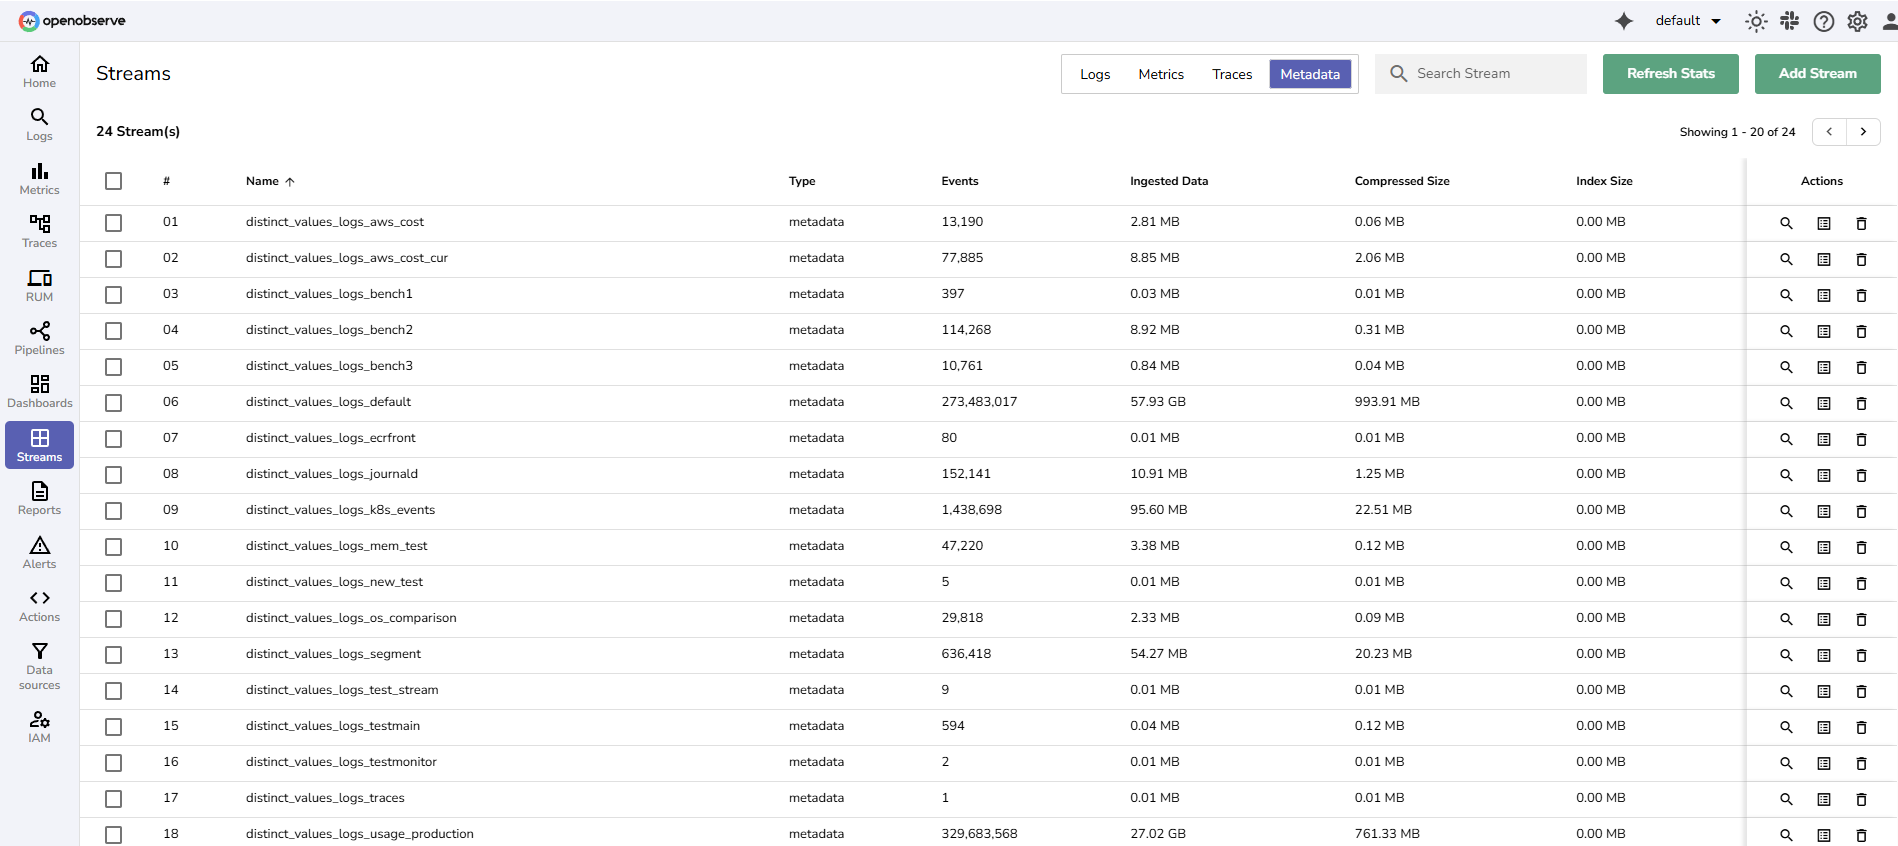 openobserve
default
Home
Logs
Metrics
Traces
RUM
Pipelines
Dashboards
Streams
Reports
Alerts
Actions
Data
sources
IAM
Streams
Logs Metrics Traces Metadata
Search Stream
Refresh Stats
Add Stream
24 Stream(s)
Showing 1 - 20 of 24
# Name Type Events Ingested Data Compressed Size Index Size Actions
01 distinct_values_logs_aws_cost metadata 13,190 2.81 MB 0.06 MB 0.00 MB
02 distinct_values_logs_aws_cost_cur metadata 77,885 8.85 MB 2.06 MB 0.00 MB
03 distinct_values_logs_bench1 metadata 397 0.03 MB 0.01 MB 0.00 MB
04 distinct_values_logs_bench2 metadata 114,268 8.92 MB 0.31 MB 0.00 MB
05 distinct_values_logs_bench3 metadata 10,761 0.84 MB 0.04 MB 0.00 MB
06 distinct_values_logs_default metadata 273,483,017 57.93 GB 993.91 MB 0.00 MB
07 distinct_values_logs_ecrfront metadata 80 0.01 MB 0.01 MB 0.00 MB
08 distinct_values_logs_journald metadata 152,141 10.91 MB 1.25 MB 0.00 MB
09 distinct_values_logs_k8s_events metadata 1,438,698 95.60 MB 22.51 MB 0.00 MB
10 distinct_values_logs_mem_test metadata 47,220 3.38 MB 0.12 MB 0.00 MB
11 distinct_values_logs_new_test metadata 5 0.01 MB 0.01 MB 0.00 MB
12 distinct_values_logs_os_comparison metadata 29,818 2.33 MB 0.09 MB 0.00 MB
13 distinct_values_logs_segment metadata 636,418 54.27 MB 20.23 MB 0.00 MB
14 distinct_values_logs_test_stream metadata 9 0.01 MB 0.01 MB 0.00 MB
15 distinct_values_logs_testmain metadata 594 0.04 MB 0.12 MB 0.00 MB
16 distinct_values_logs_testmonitor metadata 2 0.01 MB 0.01 MB 0.00 MB
17 distinct_values_logs_traces metadata 1 0.01 MB 0.01 MB 0.00 MB
18 distinct_values_logs_usage_production metadata 329,683,568 27.02 GB 761.33 MB 0.00 MB